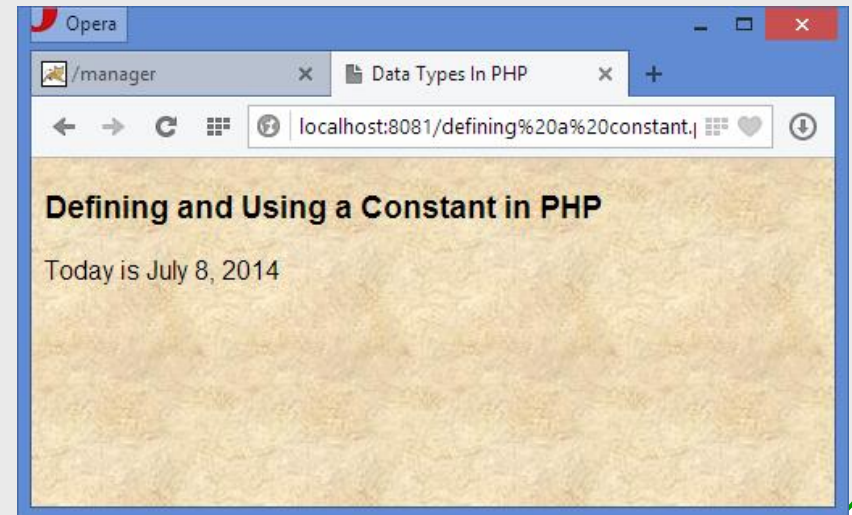 Opera
/manager
Data Types In PHP
localhost:8081/defining%20a%20constant.p
Defining and Using a Constant in PHP
Today is July 8, 2014